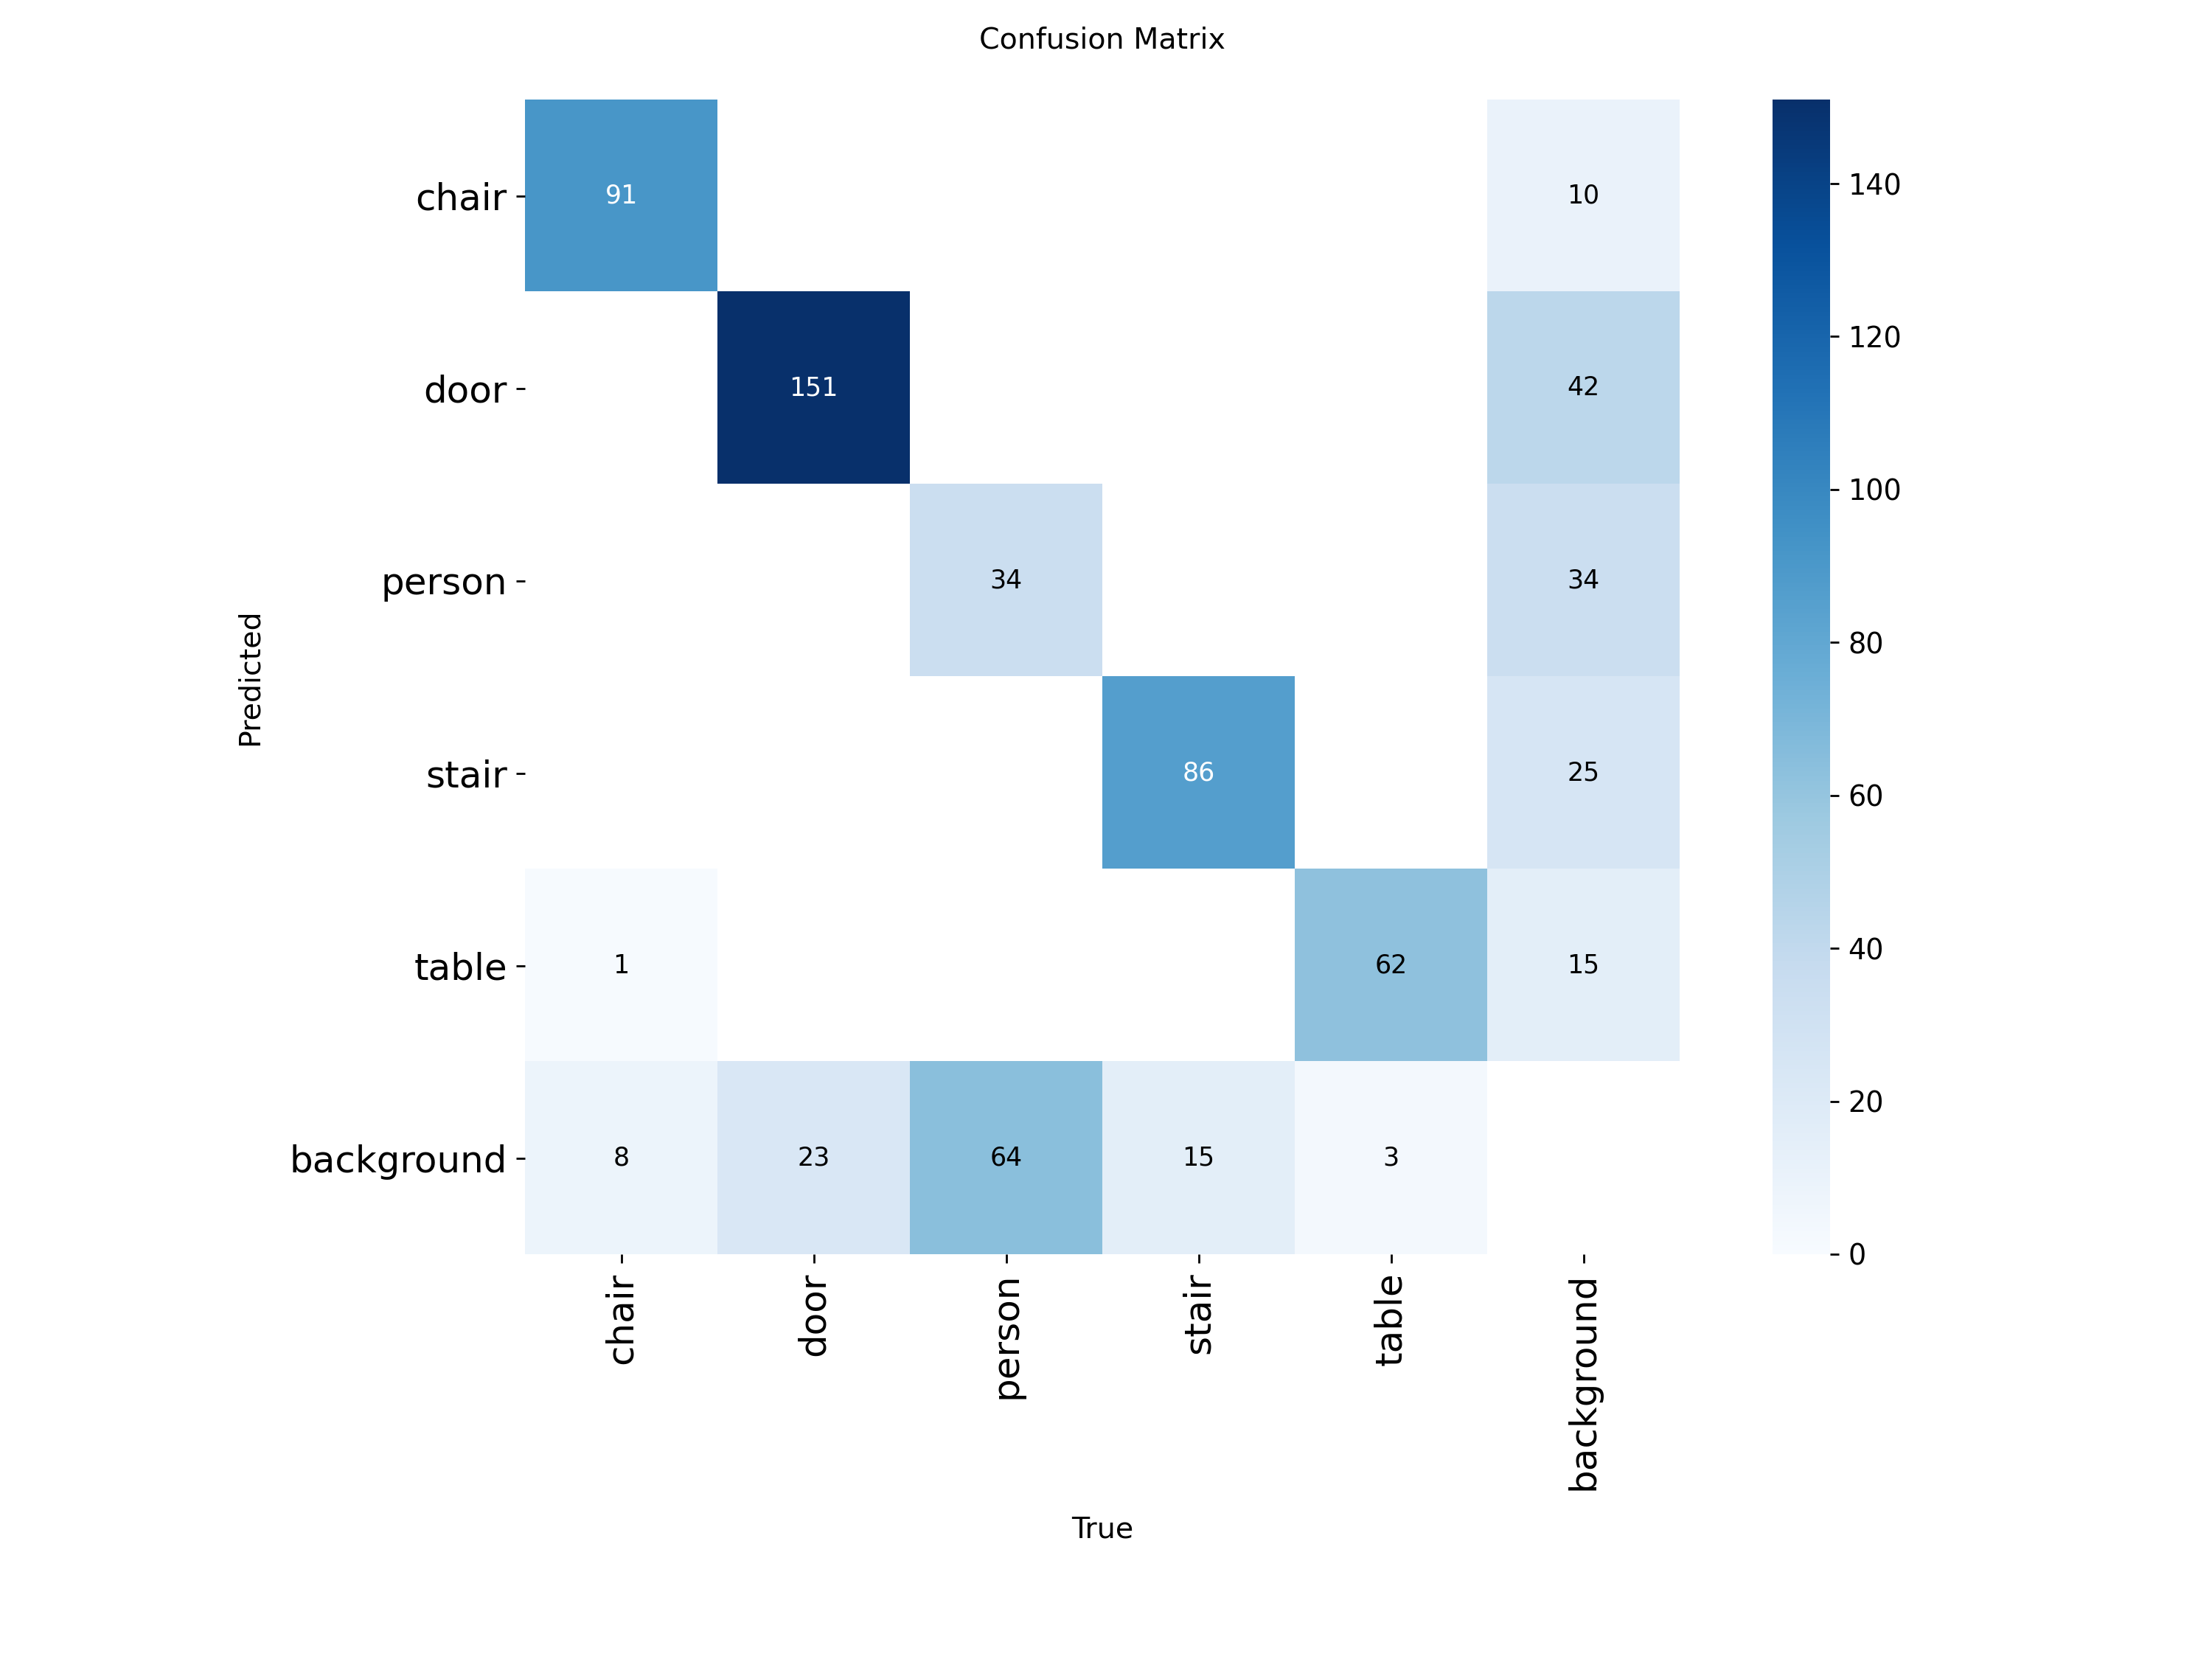 Confusion Matrix
chair 91 10 140
door 151 42 120
person 34 34 100
Predicted
stair 86 25 80
table 1 62 15 60
40
background 8 23 64 15 3 20
0
chair door person stair table background
True